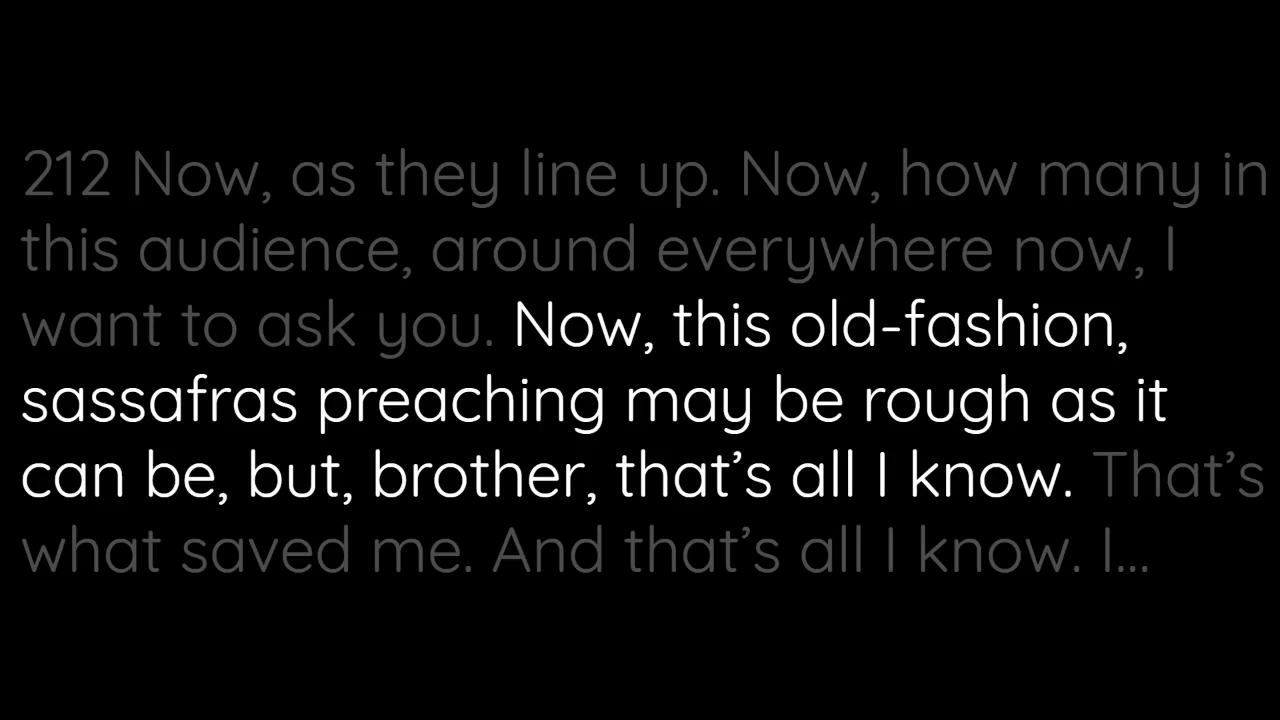 212 Now, as they line up. Now, how many in
this audience, around everywhere now, I
want to ask you. Now, this old-fashion,
sassafras preaching may be rough as it
can be, but, brother, that’s all I know. That’s
what saved me. And that’s all I know. I...